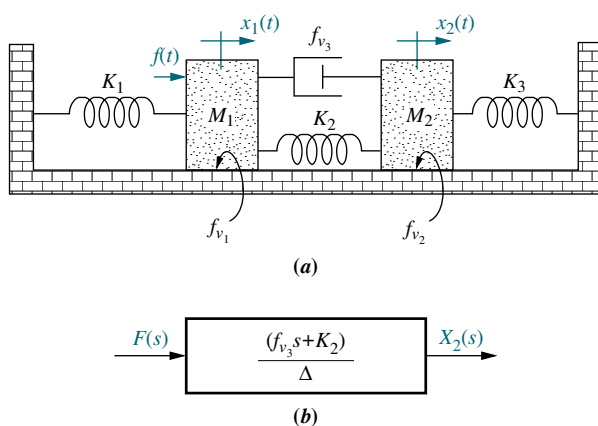 x₁(t) x₂(t)
fᵥ₃
f(t)
K₁ M₁ K₂ M₂ K₃
fᵥ₁ fᵥ₂
(a)
F(s) (fᵥ₃s+K₂) X₂(s)
Δ
(b)